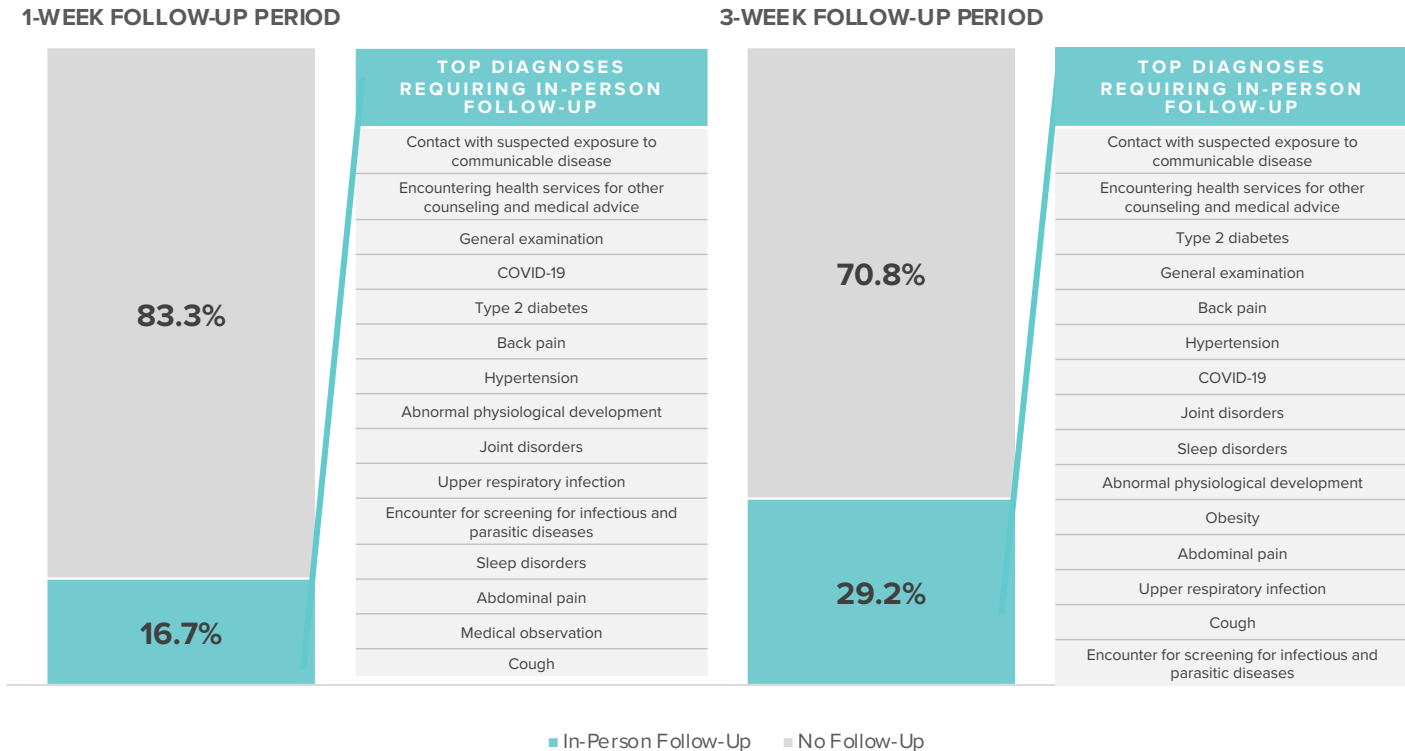 1-WEEK FOLLOW-UP PERIOD
83.3%
16.7%
TOP DIAGNOSES
REQUIRING IN-PERSON
FOLLOW-UP
Contact with suspected exposure to
communicable disease
Encountering health services for other
counseling and medical advice
General examination
COVID-19
Type 2 diabetes
Back pain
Hypertension
Abnormal physiological development
Joint disorders
Upper respiratory infection
Encounter for screening for infectious and
parasitic diseases
Sleep disorders
Abdominal pain
Medical observation
Cough
3-WEEK FOLLOW-UP PERIOD
70.8%
29.2%
TOP DIAGNOSES
REQUIRING IN-PERSON
FOLLOW-UP
Contact with suspected exposure to
communicable disease
Encountering health services for other
counseling and medical advice
Type 2 diabetes
General examination
Back pain
Hypertension
COVID-19
Joint disorders
Sleep disorders
Abnormal physiological development
Obesity
Abdominal pain
Upper respiratory infection
Cough
Encounter for screening for infectious and
parasitic diseases
In-Person Follow-Up No Follow-Up